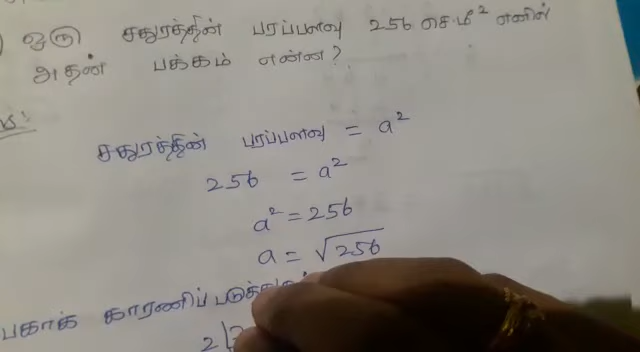 ஒரு சதுரத்தின் பரப்பளவு 256 செ.மீ² எனில்
அதன் பக்கம் என்ன?
சதுரத்தின் பரப்பளவு = a²
256 = a²
a² = 256
a = √256
பகாக் காரணிப்
2